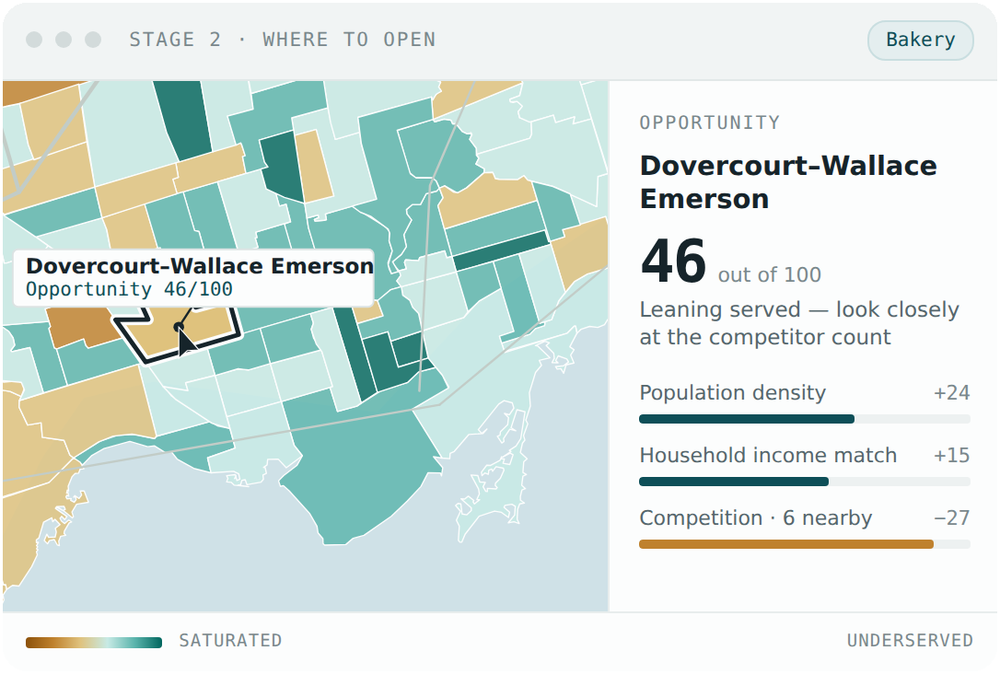 STAGE 2 · WHERE TO OPEN
Bakery
Dovercourt–Wallace Emerson
Opportunity 46/100
OPPORTUNITY
Dovercourt–Wallace
Emerson
46 out of 100
Leaning served — look closely
at the competitor count
Population density +24
Household income match +15
Competition · 6 nearby −27
SATURATED
UNDERSERVED